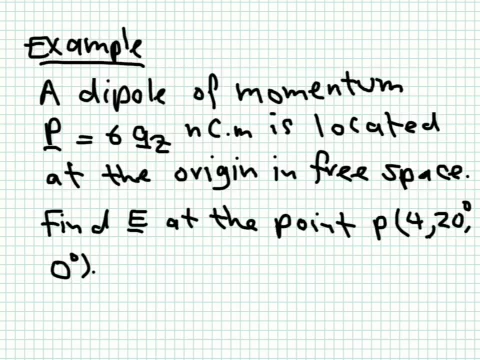 Example
A dipole of momentum
P = 6 a_z nC.m is located
at the origin in free space.
Find E at the point p(4,20°,
0°).